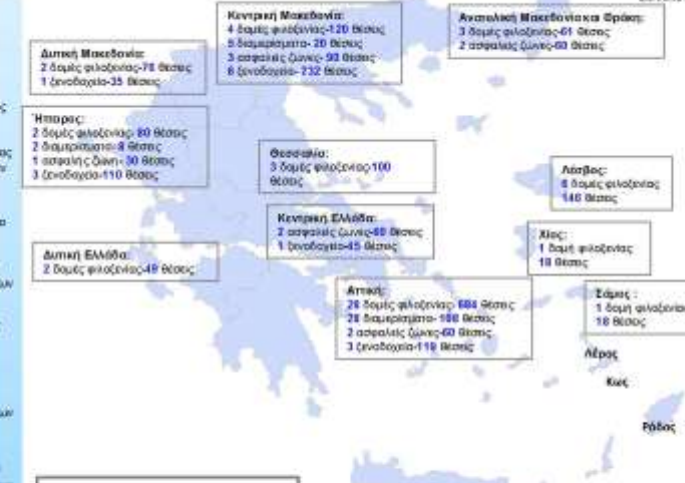 Κεντρική Μακεδονία:
4 δομές φιλοξενίας-120 θέσεις
5 διαμερίσματα- 20 θέσεις
3 ασφαλείς ζώνες- 90 θέσεις
6 ξενοδοχεία- 232 θέσεις
Ανατολική Μακεδονία και Θράκη:
3 δομές φιλοξενίας-61 θέσεις
2 ασφαλείς ζώνες-60 θέσεις
Δυτική Μακεδονία:
2 δομές φιλοξενίας-78 θέσεις
1 ξενοδοχείο-35 θέσεις
Ήπειρος:
2 δομές φιλοξενίας- 80 θέσεις
2 διαμερίσματα-8 θέσεις
1 ασφαλής ζώνη- 30 θέσεις
3 ξενοδοχεία-110 θέσεις
Θεσσαλία:
3 δομές φιλοξενίας-100
θέσεις
Λέσβος:
6 δομές φιλοξενίας
146 θέσεις
Κεντρική Ελλάδα:
2 ασφαλείς ζώνες-60 θέσεις
1 ξενοδοχείο-45 θέσεις
Χίος:
1 δομή φιλοξενίας
18 θέσεις
Δυτική Ελλάδα:
2 δομές φιλοξενίας-49 θέσεις
Αττική:
28 δομές φιλοξενίας- 684 θέσεις
28 διαμερίσματα- 108 θέσεις
2 ασφαλείς ζώνες-60 θέσεις
3 ξενοδοχεία-119 θέσεις
Σάμος :
1 δομή φιλοξενίας
18 θέσεις
Λέρος
Κως
Ρόδος